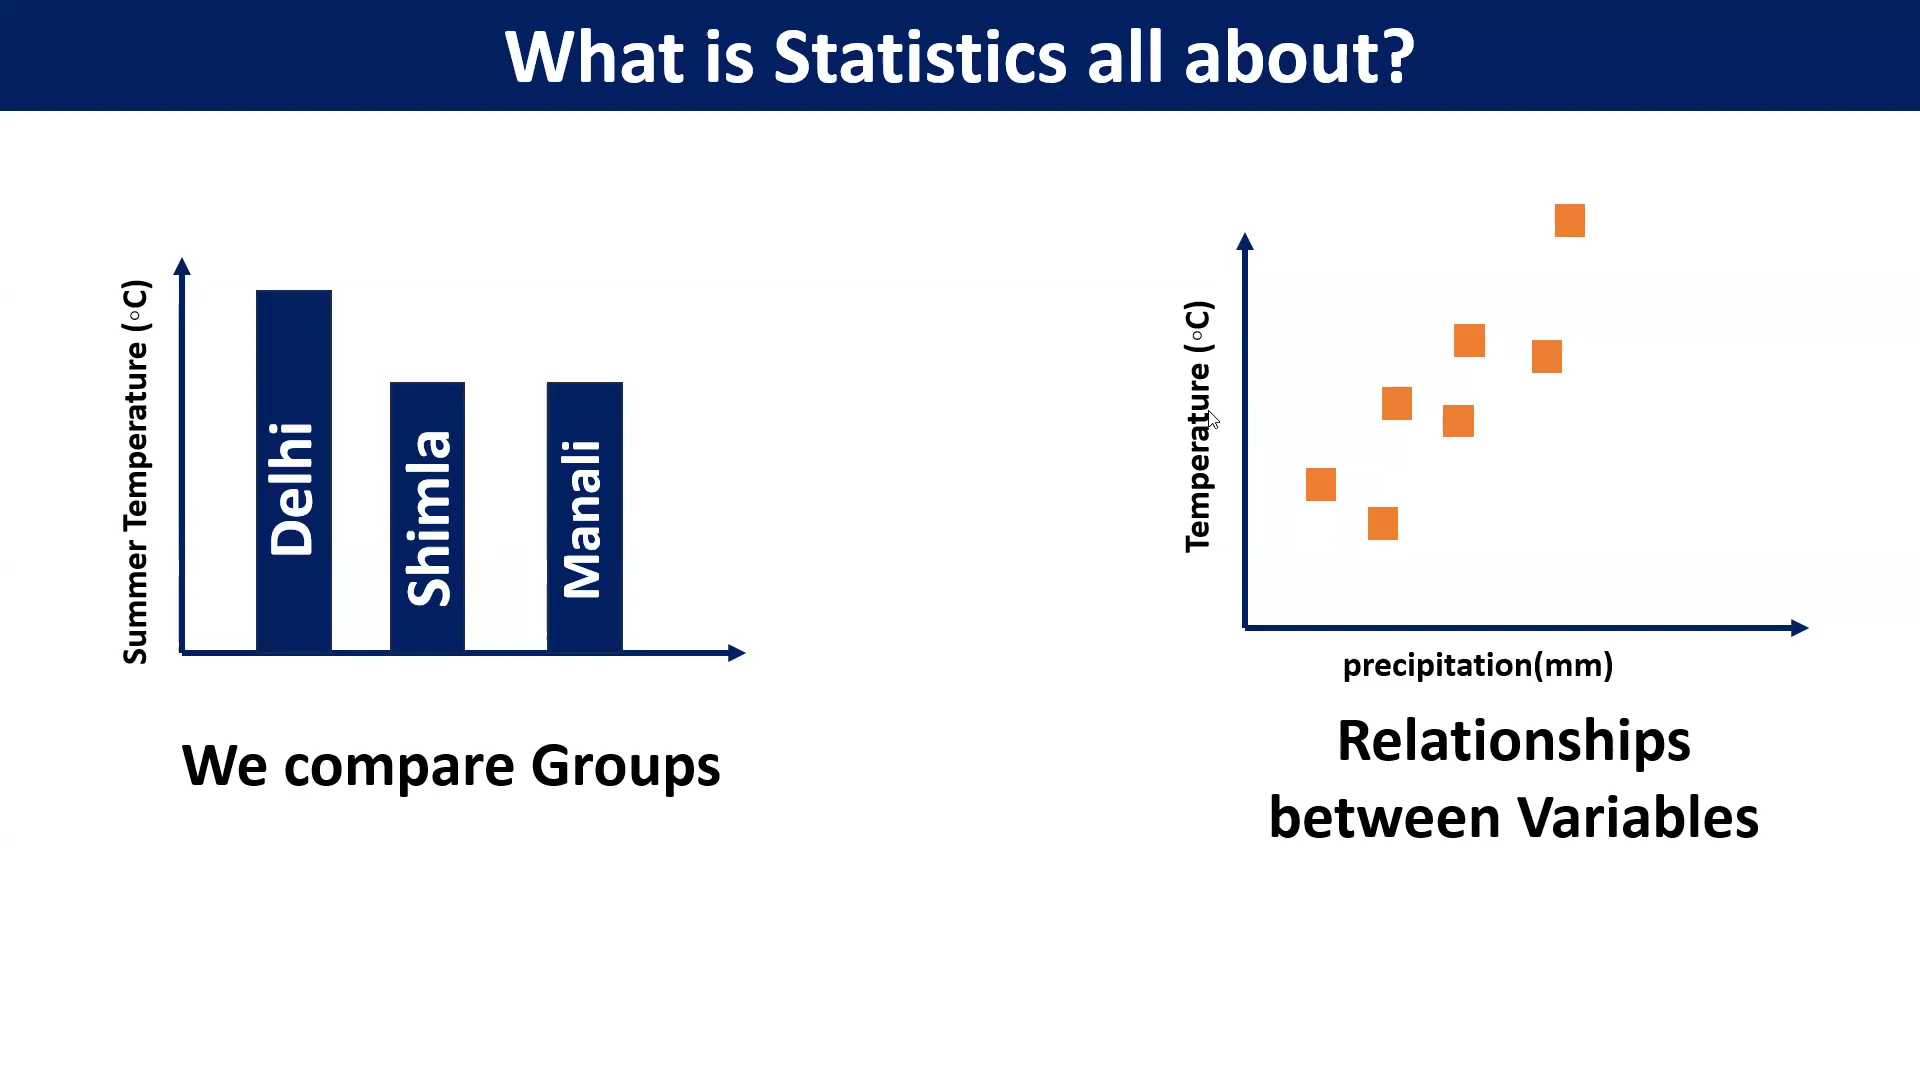 What is Statistics all about?
Summer Temperature (◦C)
Delhi
Shimla
Manali
We compare Groups
Temperature (◦C)
precipitation(mm)
Relationships
between Variables